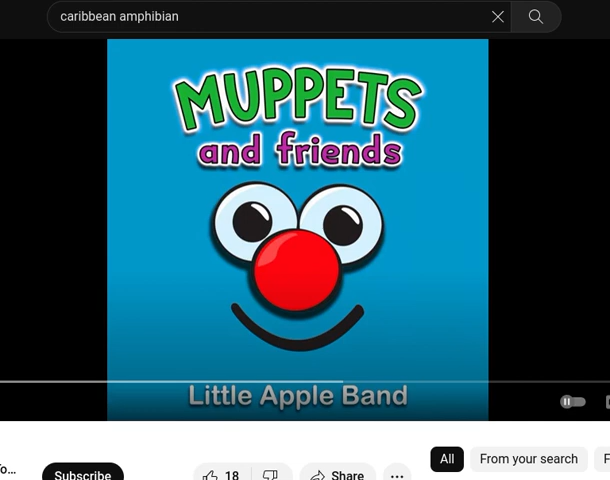 caribbean amphibian
MUPPETS
and friends
Little Apple Band
All
From your search
Subscribe
18
Share